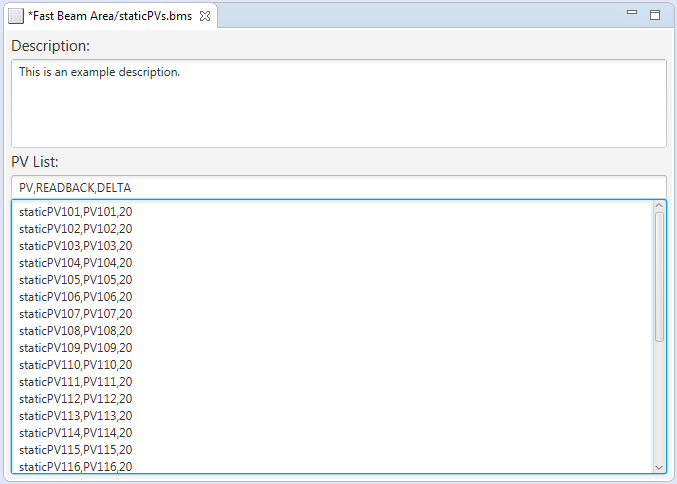 *Fast Beam Area/staticPVs.bms
Description:
This is an example description.
PV List:
PV,READBACK,DELTA
staticPV101,PV101,20
staticPV102,PV102,20
staticPV103,PV103,20
staticPV104,PV104,20
staticPV105,PV105,20
staticPV106,PV106,20
staticPV107,PV107,20
staticPV108,PV108,20
staticPV109,PV109,20
staticPV110,PV110,20
staticPV111,PV111,20
staticPV112,PV112,20
staticPV113,PV113,20
staticPV114,PV114,20
staticPV115,PV115,20
staticPV116,PV116,20